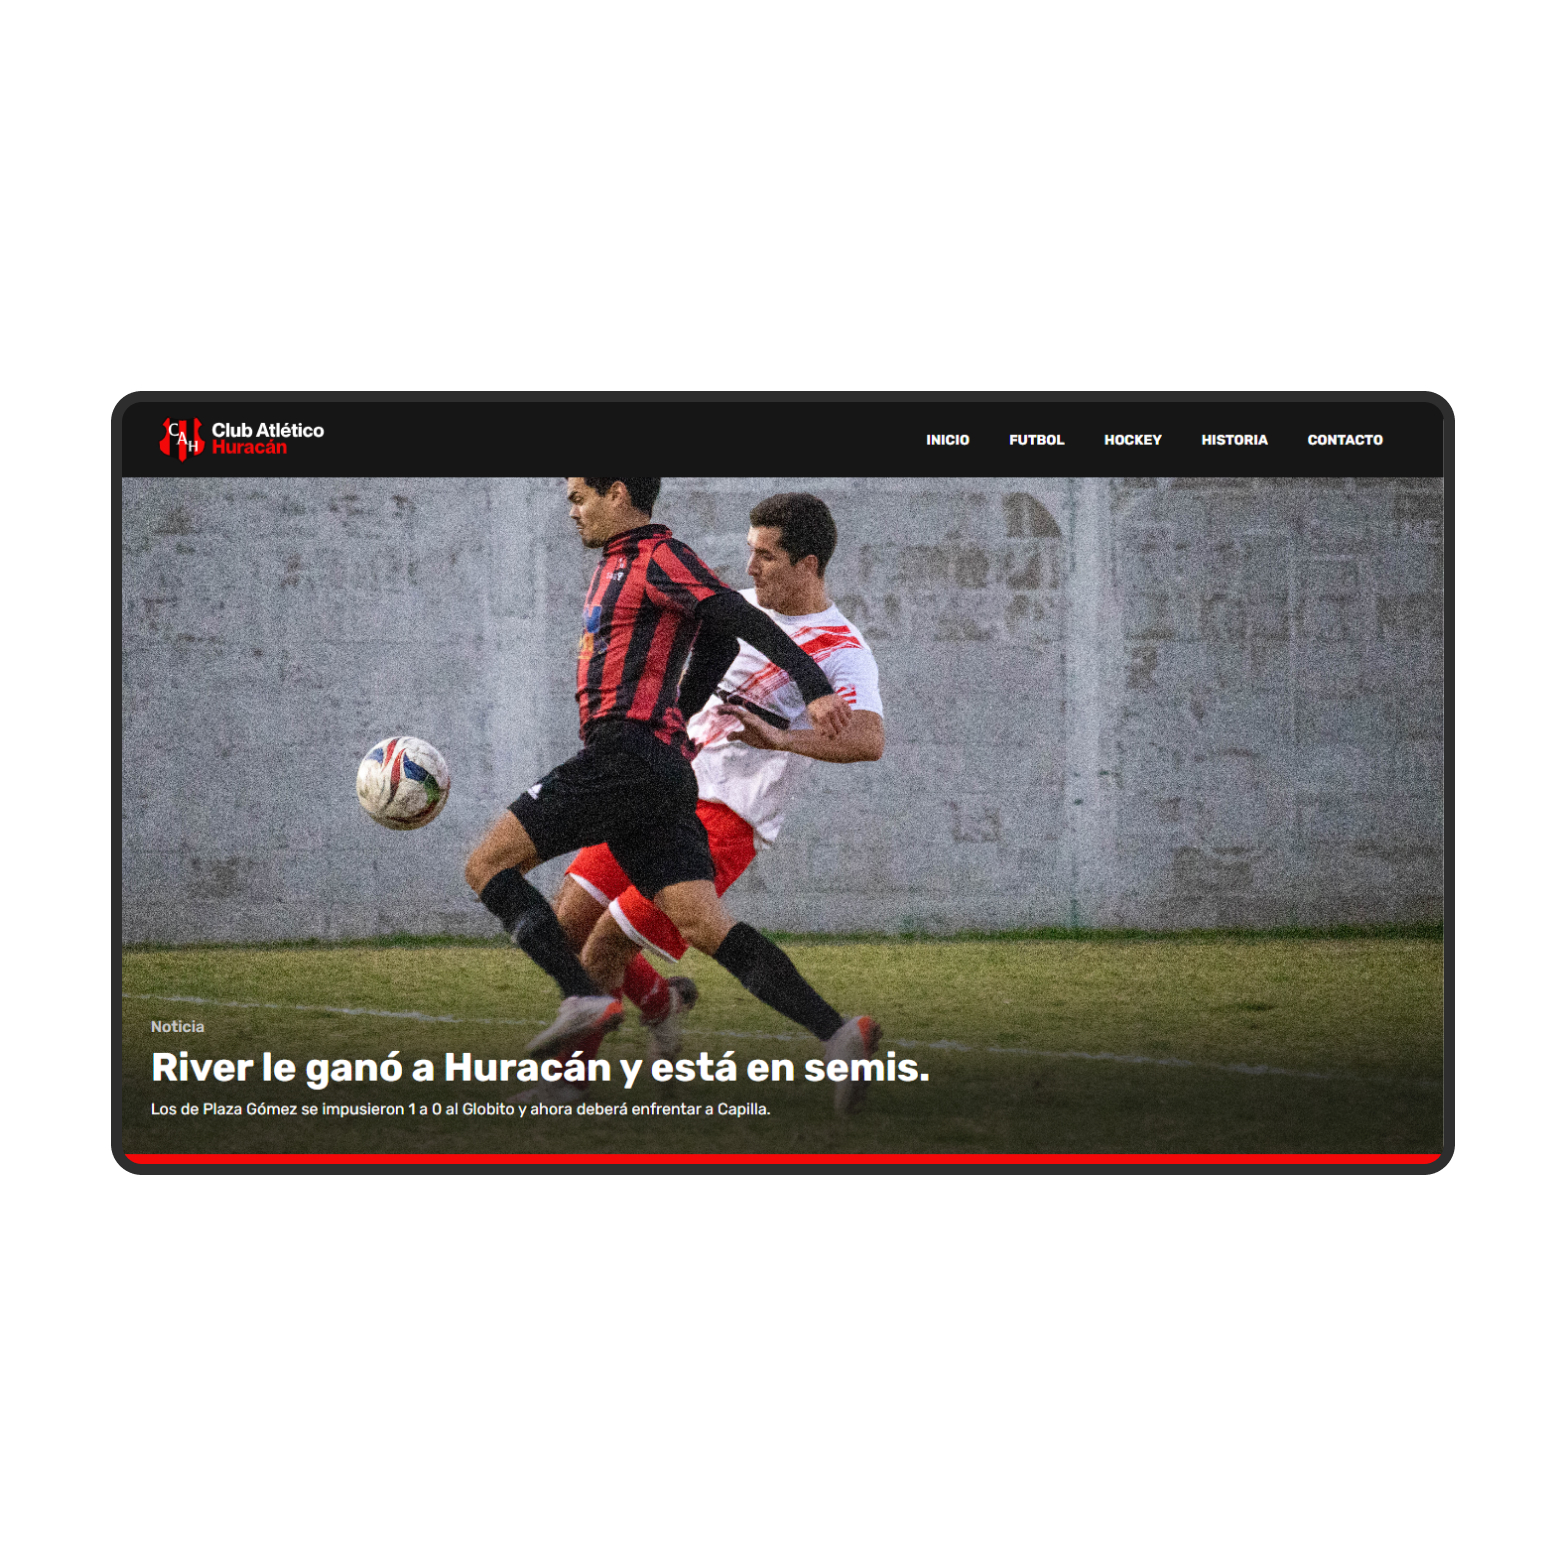 CAH
Club Atlético
Huracán
INICIO FUTBOL HOCKEY HISTORIA CONTACTO
Noticia
River le ganó a Huracán y está en semis.
Los de Plaza Gómez se impusieron 1 a 0 al Globito y ahora deberá enfrentar a Capilla.